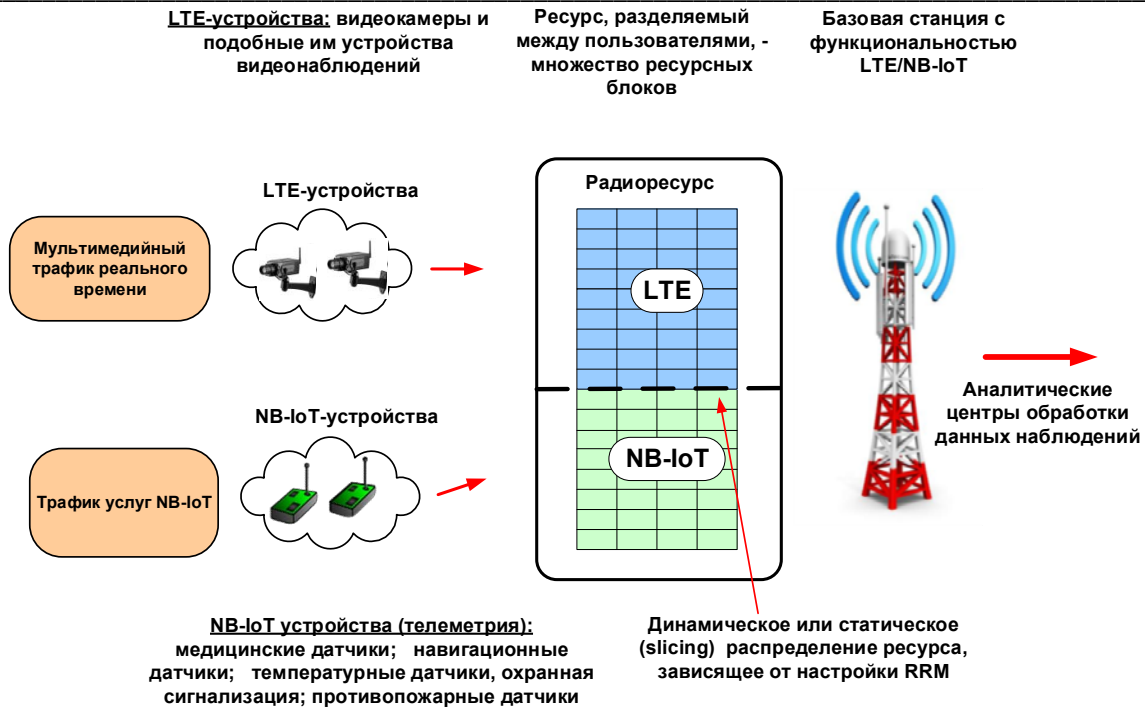 LTE-устройства: видеокамеры и
подобные им устройства
видеонаблюдений
Ресурс, разделяемый
между пользователями, -
множество ресурсных
блоков
Базовая станция с
функциональностью
LTE/NB-IoT
Мультимедийный
трафик реального
времени
LTE-устройства
Радиоресурс
LTE
NB-IoT
Аналитические
центры обработки
данных наблюдений
Трафик услуг NB-IoT
NB-IoT-устройства
NB-IoT устройства (телеметрия):
медицинские датчики; навигационные
датчики; температурные датчики, охранная
сигнализация; противопожарные датчики
Динамическое или статическое
(slicing) распределение ресурса,
зависящее от настройки RRM